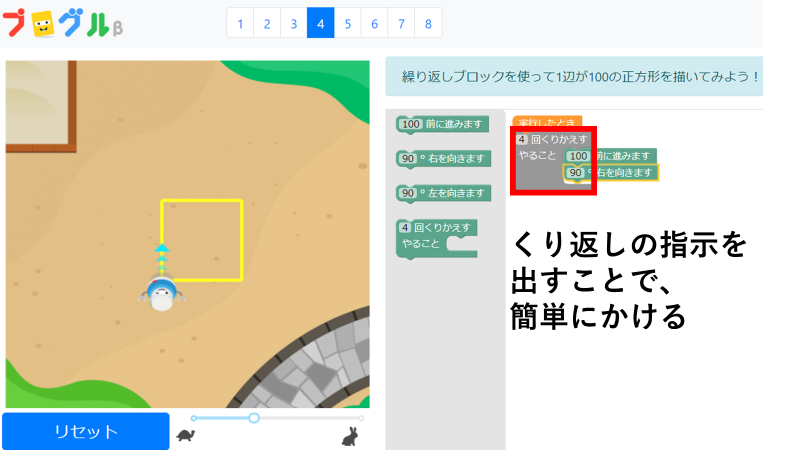 プログルβ
1 2 3 4 5 6 7 8
繰り返しブロックを使って1辺が100の正方形を描いてみよう！
100 前に進みます
90 ° 右を向きます
90 ° 左を向きます
4 回くりかえす
やること
実行したとき
4 回くりかえす
やること 100 前に進みます
90 ° 右を向きます
くり返しの指示を
出すことで、
簡単にかける
リセット